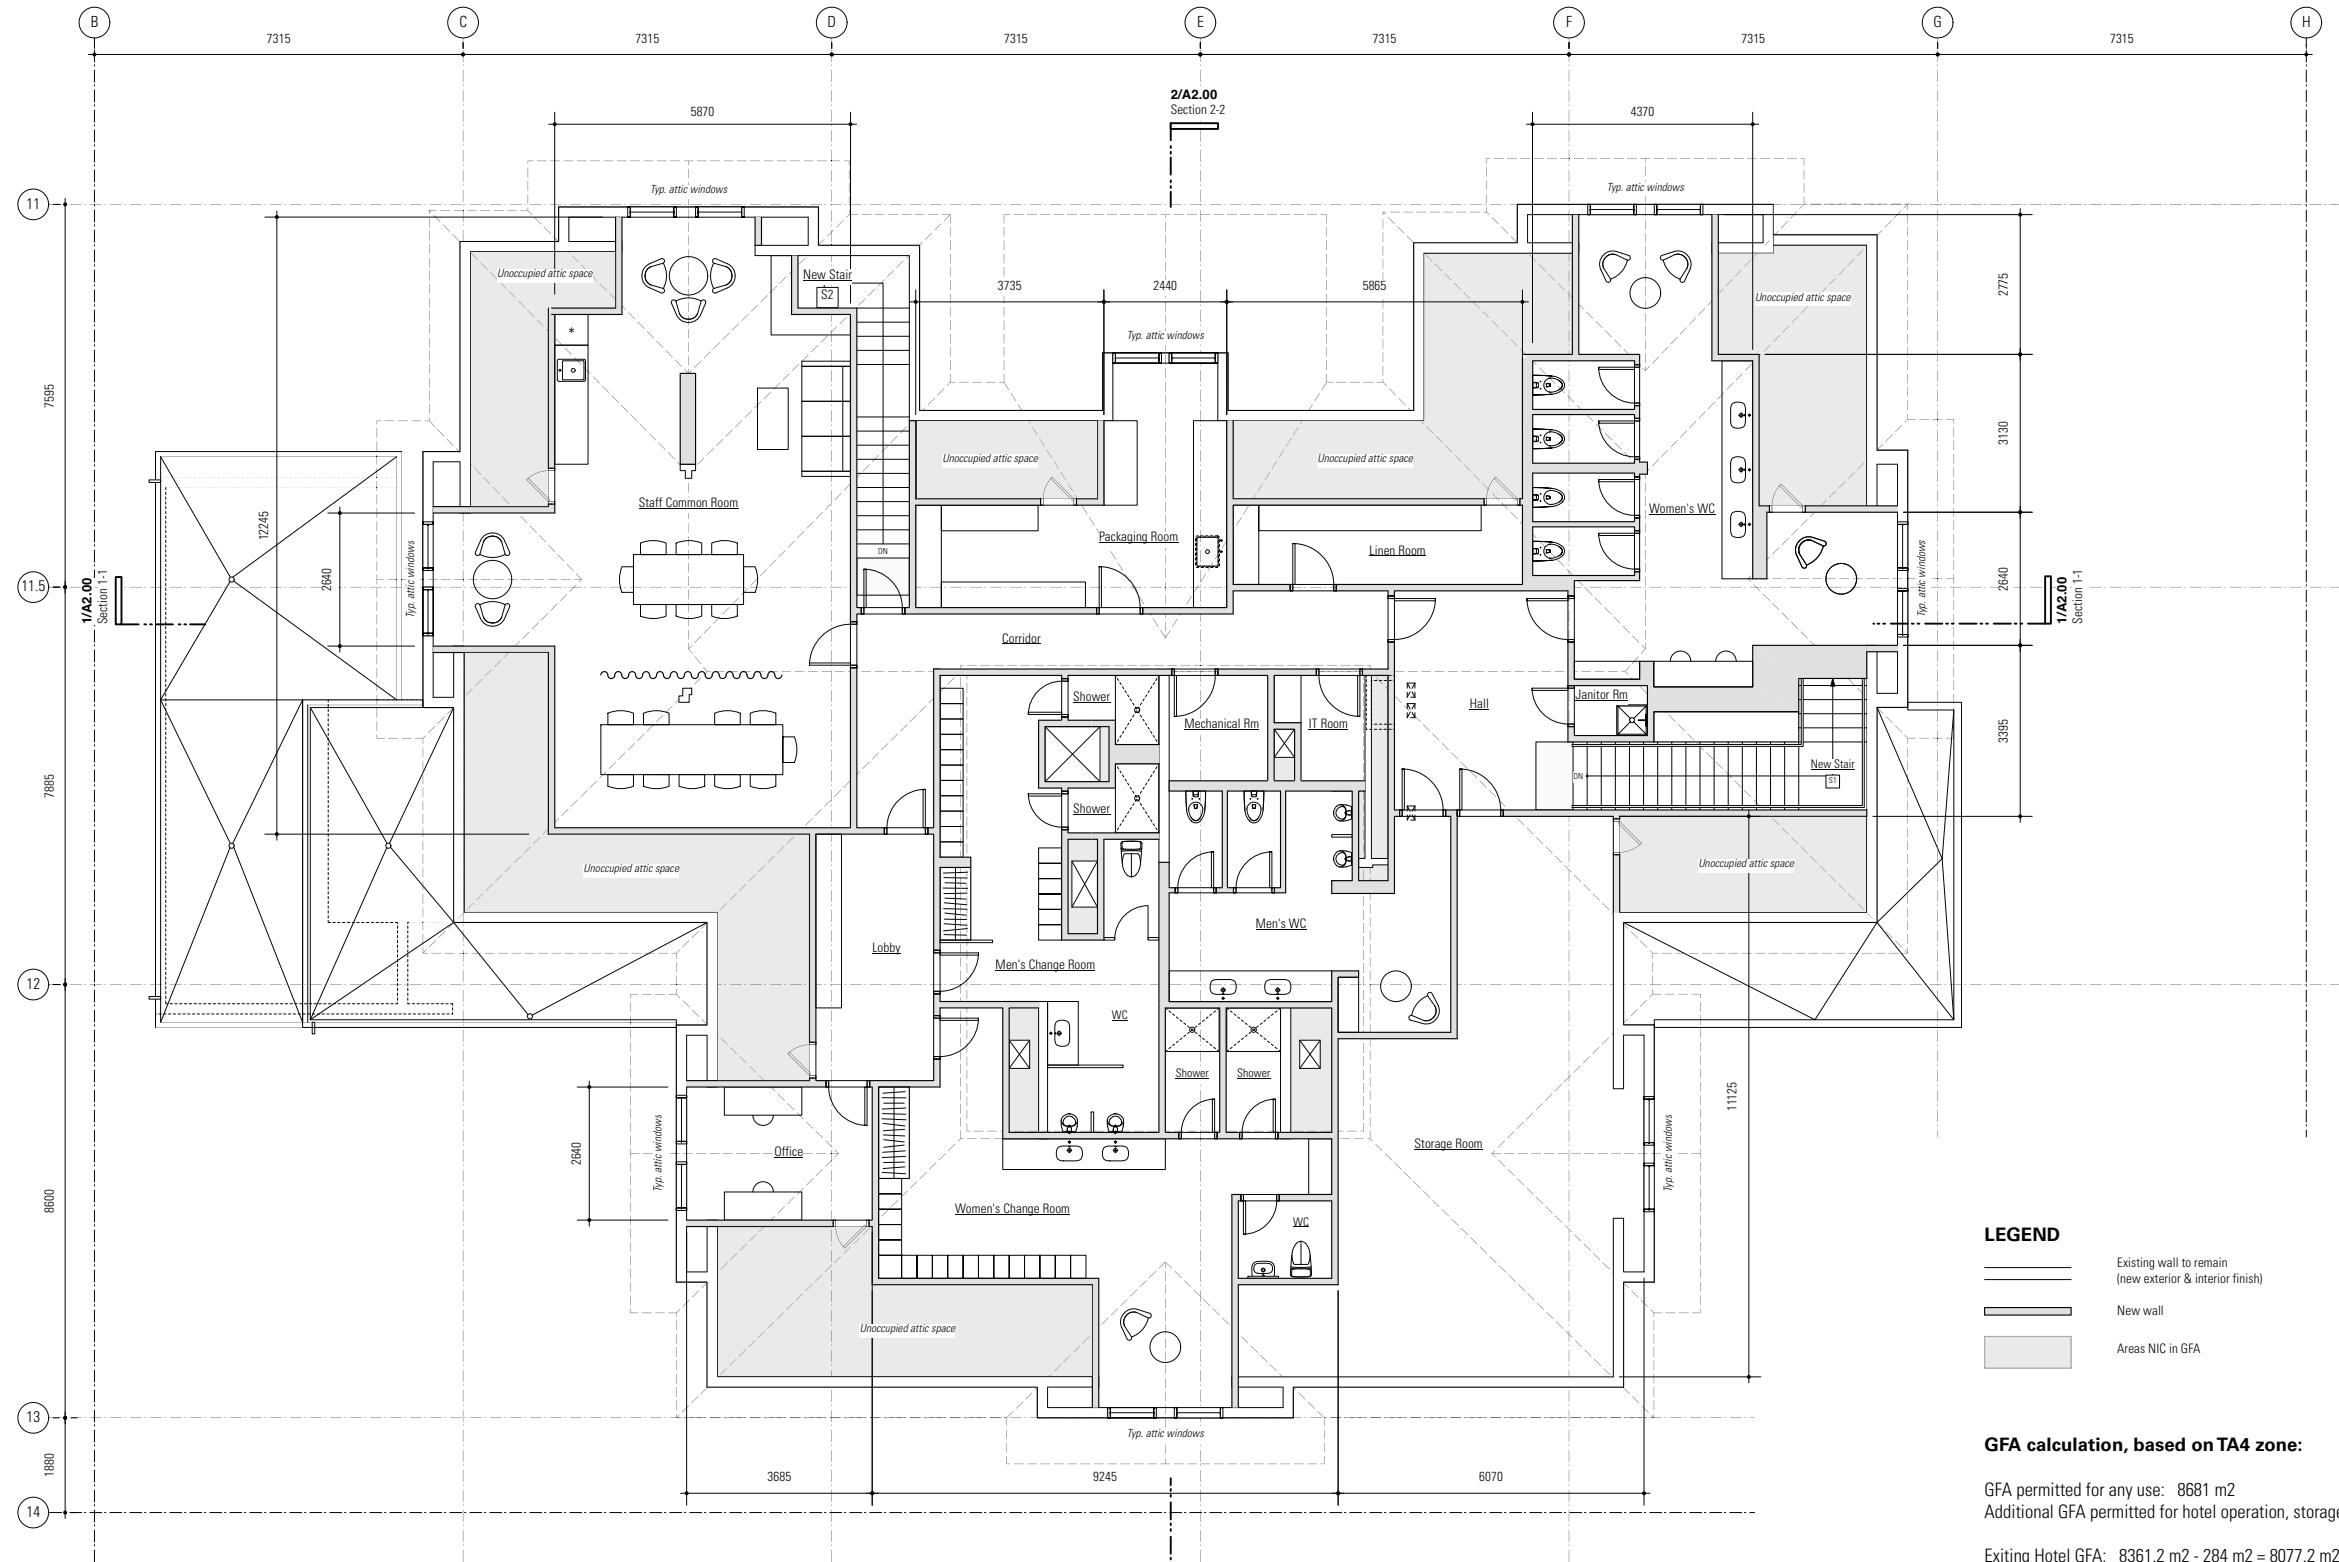 B
C
D
E
F
G
H
7315
7315
7315
7315
7315
7315
2/A2.00
Section 2-2
5870
4370
Typ. attic windows
Typ. attic windows
11
Unoccupied attic space
New Stair
S2
3735
2440
5865
2775
Unoccupied attic space
Typ. attic windows
*
7595
3130
Unoccupied attic space
Unoccupied attic space
Staff Common Room
Women's WC
12245
Packaging Room
Linen Room
DN
11.5
1/A2.00
Section 1-1
2640
Typ. attic windows
Typ. attic windows
2640
1/A2.00
Section 1-1
Corridor
Shower
Mechanical Rm
IT Room
Hall
Janitor Rm
3395
7885
New Stair
DN
S1
Shower
Unoccupied attic space
Unoccupied attic space
Men's WC
Lobby
Men's Change Room
12
WC
Shower
Shower
11125
2640
Typ. attic windows
Office
Storage Room
Typ. attic windows
8600
Women's Change Room
WC
Unoccupied attic space
13
Typ. attic windows
1880
3685
9245
6070
14
LEGEND
Existing wall to remain
(new exterior & interior finish)
New wall
Areas NIC in GFA
GFA calculation, based on TA4 zone:
GFA permitted for any use: 8681 m2
Additional GFA permitted for hotel operation, storage
Exiting Hotel GFA: 8361.2 m2 - 284 m2 = 8077.2 m2